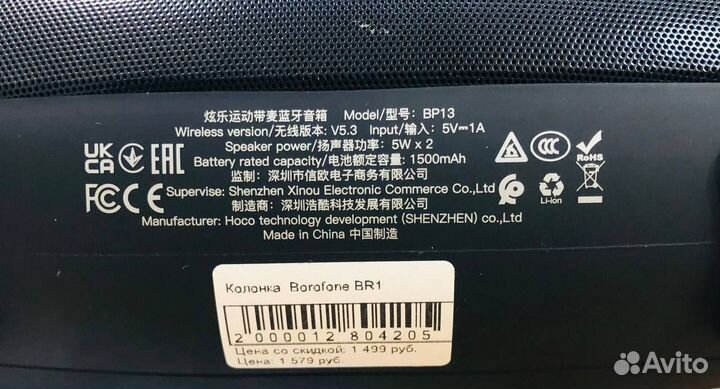 炫乐运动带麦蓝牙音箱 Model/型号: BP13
Wireless version/无线版本: V5.3 Input/输入: 5V⎓1A
Speaker power/扬声器功率: 5W x 2
Battery rated capacity/电池额定容量: 1500mAh
监制: 深圳市信欧电子商务有限公司
Supervise: Shenzhen Xinou Electronic Commerce Co.,Ltd
制造商: 深圳浩酷科技发展有限公司
Manufacturer: Hoco technology development (SHENZHEN) co.,Ltd
Made in China 中国制造
UK CA EAC
FCC CE
CCC RoHS
Li-ion
Колонка Borofone BR1
2 000012 804205
Цена со скидкой: 1 499 руб.
Цена: 1 579 руб.
Avito